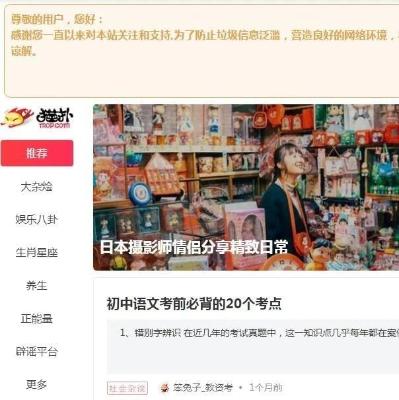 尊敬的用户，您好：
感谢您一直以来对本站关注和支持,为了防止垃圾信息泛滥，营造良好的网络环境，
谅解。
猫扑
mop.com
推荐
大杂烩
娱乐八卦
生肖星座
养生
正能量
辟谣平台
更多
日本摄影师情侣分享精致日常
初中语文考前必背的20个考点
1、错别字辨识 在近几年的考试真题中，这一知识点几乎每年都在
社会杂谈
笨兔子_教资考 • 1个月前